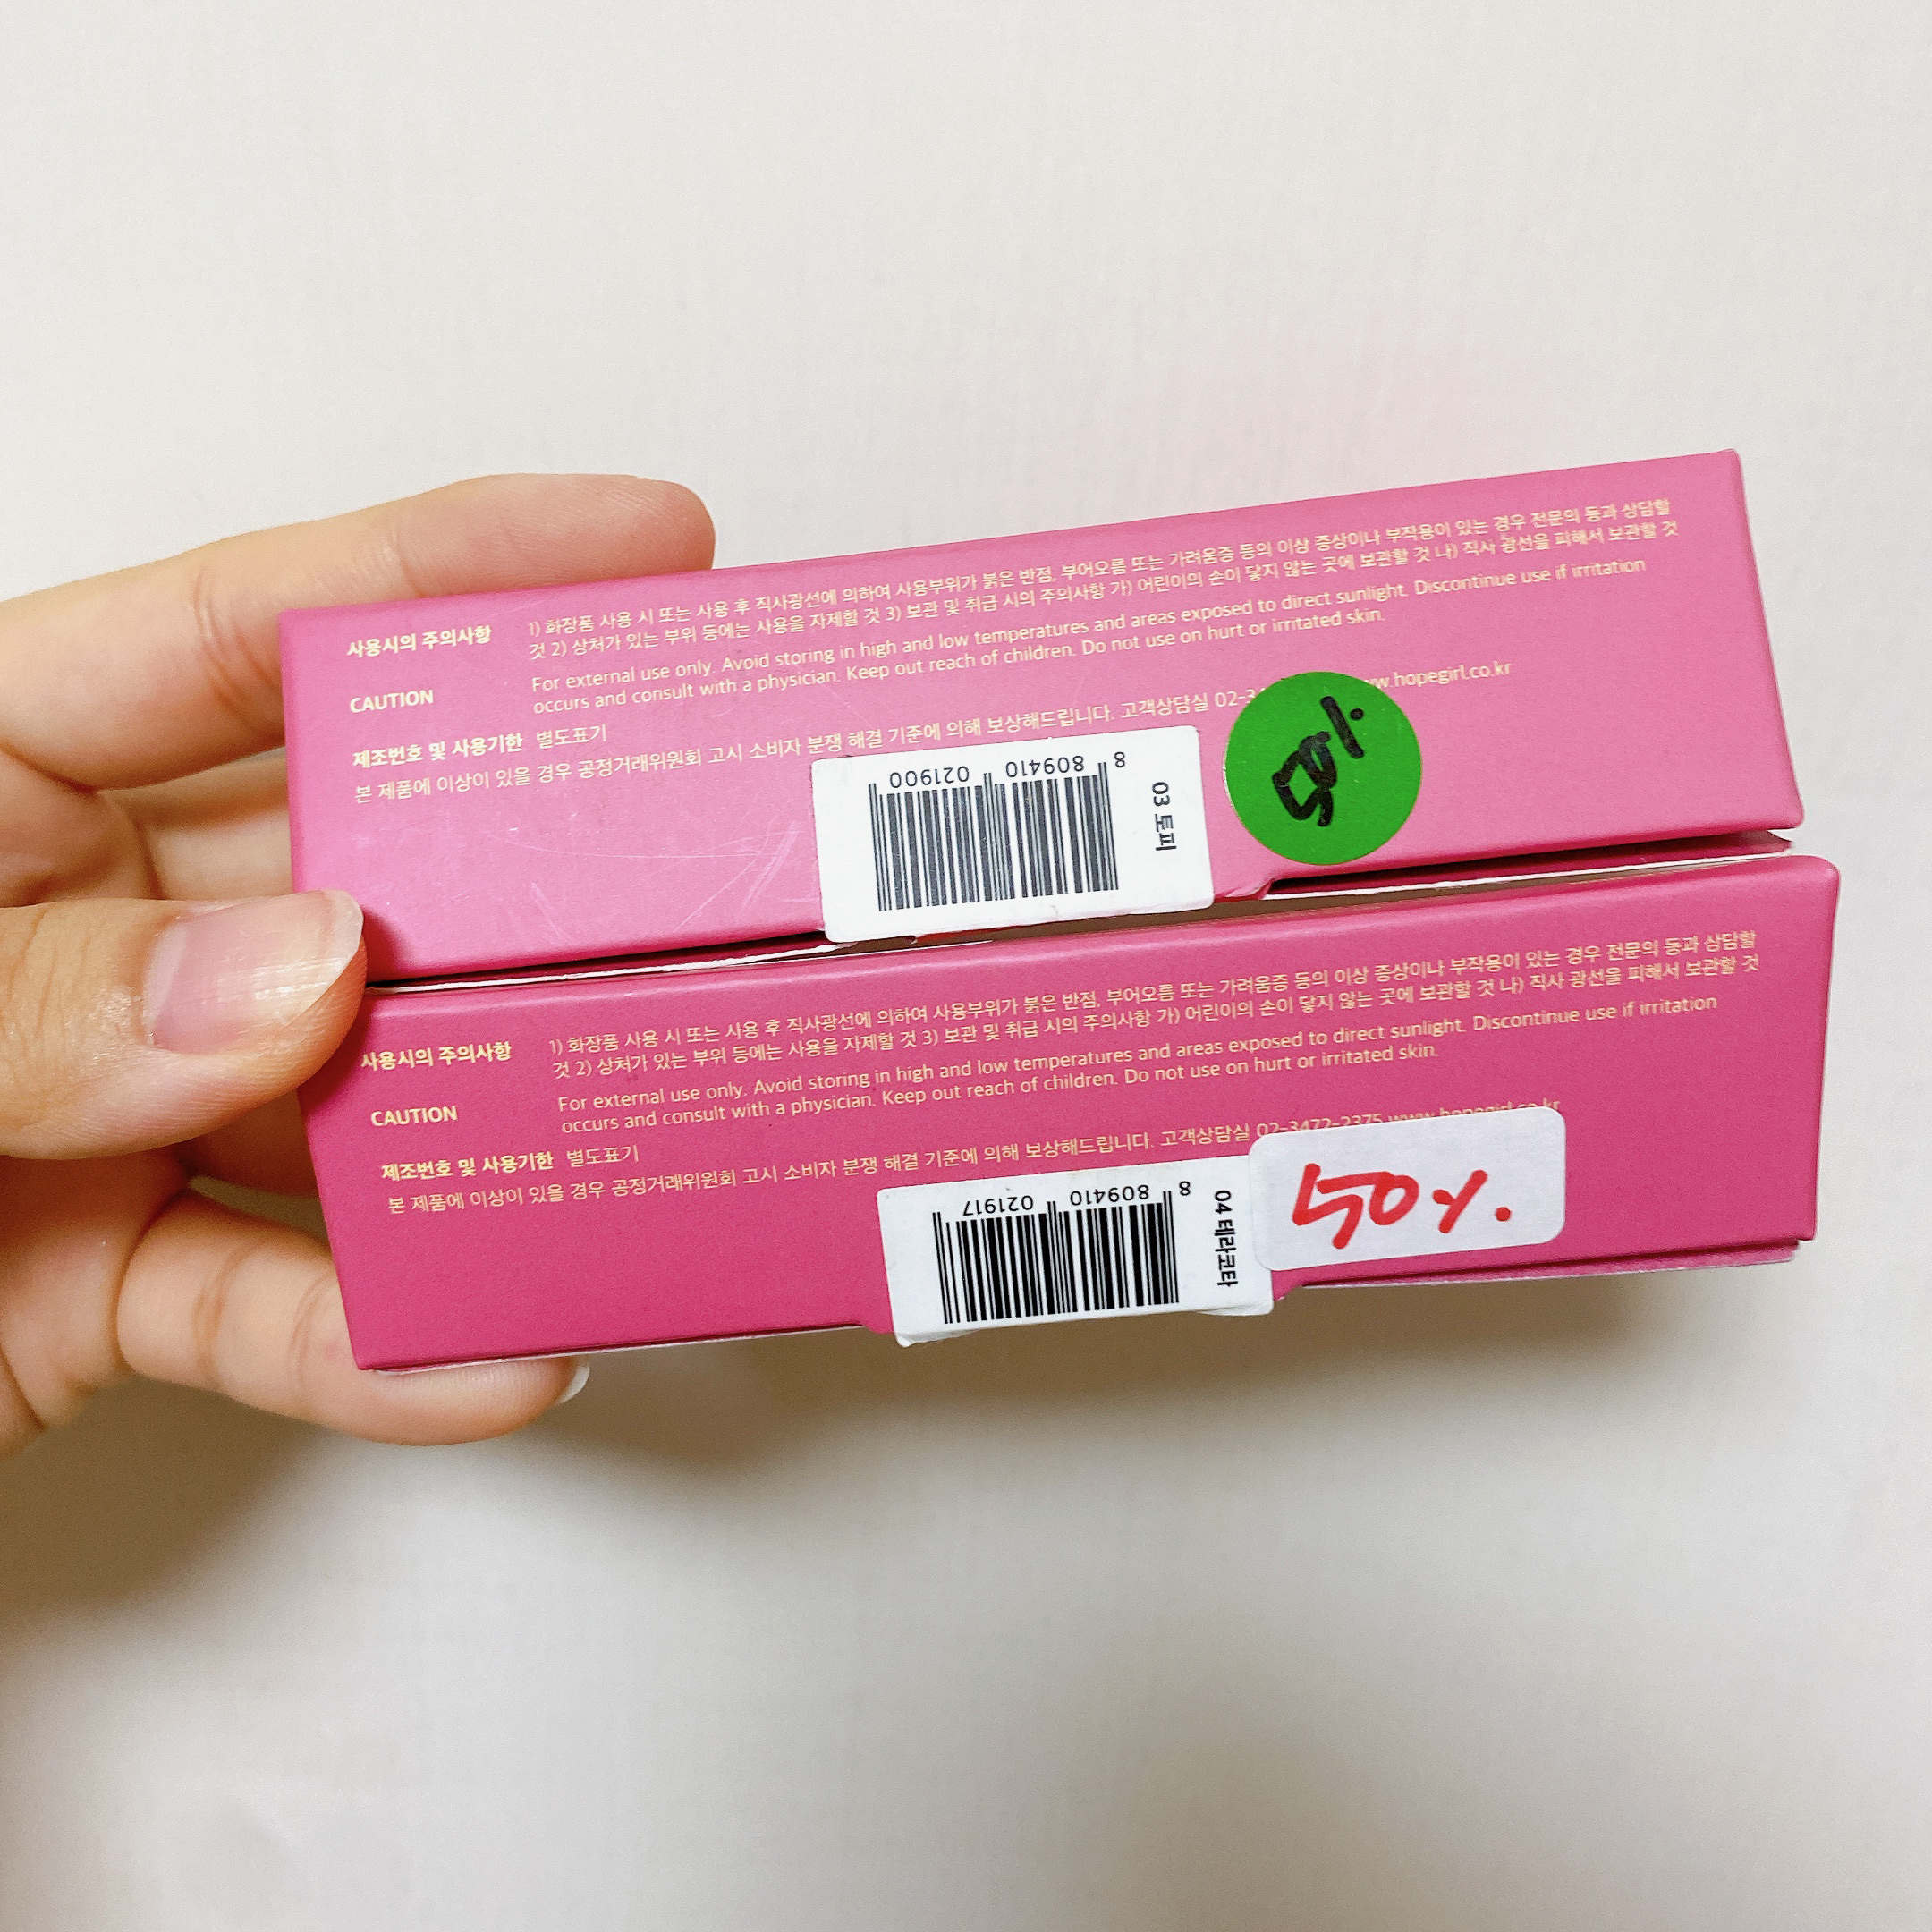 사용시의 주의사항
1) 화장품 사용 시 또는 사용 후 직사광선에 의하여 사용부위가 붉은 반점, 부어오름 또는 가려움증 등의 이상 증상이나 부작용이 있는 경우 전문의 등과 상담할
것 2) 상처가 있는 부위 등에는 사용을 자제할 것 3) 보관 및 취급 시의 주의사항 가) 어린이의 손이 닿지 않는 곳에 보관할 것 나) 직사 광선을 피해서 보관할 것
CAUTION
For external use only. Avoid storing in high and low temperatures and areas exposed to direct sunlight. Discontinue use if irritation
occurs and consult with a physician. Keep out reach of children. Do not use on hurt or irritated skin.
제조번호 및 사용기한 별도표기
본 제품에 이상이 있을 경우 공정거래위원회 고시 소비자 분쟁 해결 기준에 의해 보상해드립니다. 고객상담실 02-3 w.hopegirl.co.kr
8 809410 021900
03 토피
50%
사용시의 주의사항
1) 화장품 사용 시 또는 사용 후 직사광선에 의하여 사용부위가 붉은 반점, 부어오름 또는 가려움증 등의 이상 증상이나 부작용이 있는 경우 전문의 등과 상담할
것 2) 상처가 있는 부위 등에는 사용을 자제할 것 3) 보관 및 취급 시의 주의사항 가) 어린이의 손이 닿지 않는 곳에 보관할 것 나) 직사 광선을 피해서 보관할 것
CAUTION
For external use only. Avoid storing in high and low temperatures and areas exposed to direct sunlight. Discontinue use if irritation
occurs and consult with a physician. Keep out reach of children. Do not use on hurt or irritated skin.
제조번호 및 사용기한 별도표기
본 제품에 이상이 있을 경우 공정거래위원회 고시 소비자 분쟁 해결 기준에 의해 보상해드립니다. 고객상담실 02-3472-2375 www.hopegirl.co.kr
8 809410 021917
04 테라코타
50%